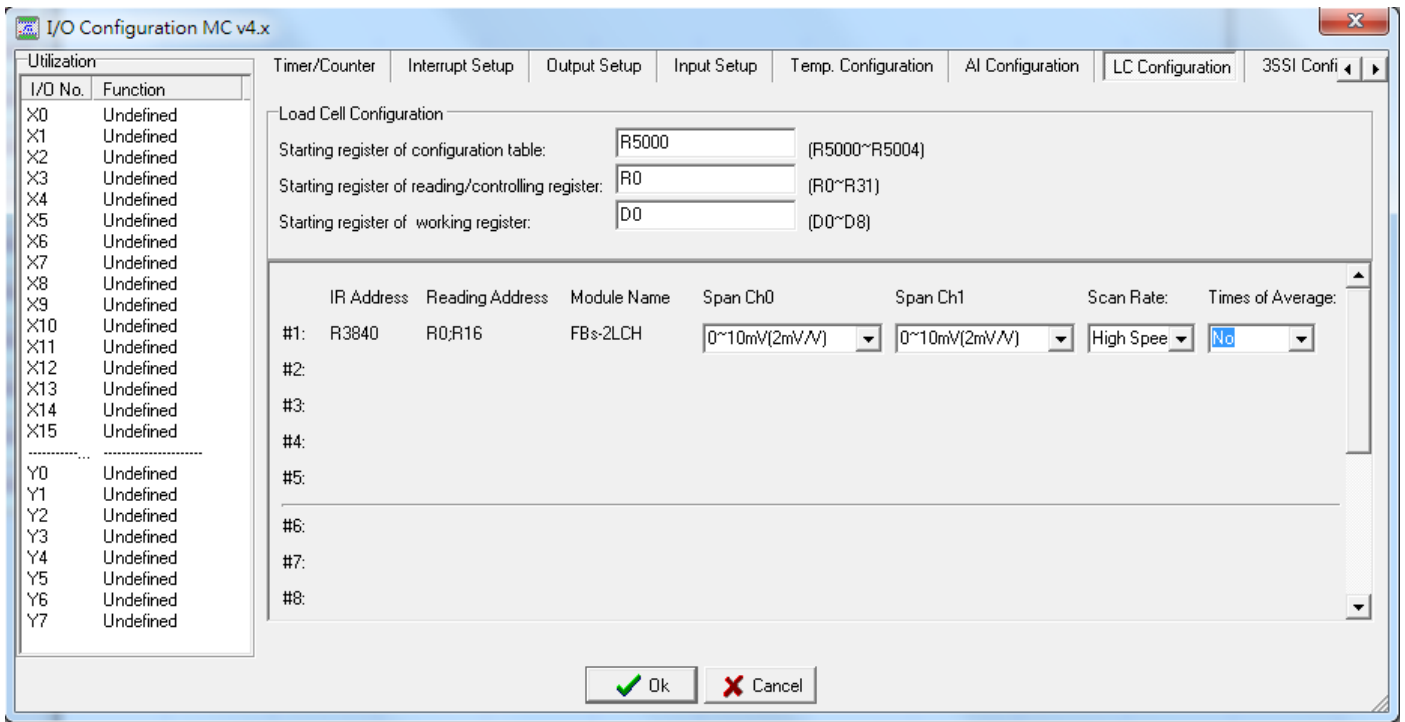 I/O Configuration MC v4.x
Utilization
I/O No. Function
X0 Undefined
X1 Undefined
X2 Undefined
X3 Undefined
X4 Undefined
X5 Undefined
X6 Undefined
X7 Undefined
X8 Undefined
X9 Undefined
X10 Undefined
X11 Undefined
X12 Undefined
X13 Undefined
X14 Undefined
X15 Undefined
-----------... ----------------------
Y0 Undefined
Y1 Undefined
Y2 Undefined
Y3 Undefined
Y4 Undefined
Y5 Undefined
Y6 Undefined
Y7 Undefined
Timer/Counter Interrupt Setup Output Setup Input Setup Temp. Configuration AI Configuration LC Configuration 3SSI Confi
Load Cell Configuration
Starting register of configuration table: R5000 (R5000~R5004)
Starting register of reading/controlling register: R0 (R0~R31)
Starting register of working register: D0 (D0~D8)
IR Address Reading Address Module Name Span Ch0 Span Ch1 Scan Rate: Times of Average:
#1: R3840 R0;R16 FBs-2LCH 0~10mV(2mV/V) 0~10mV(2mV/V) High Spee No
#2:
#3:
#4:
#5:
#6:
#7:
#8:
Ok Cancel